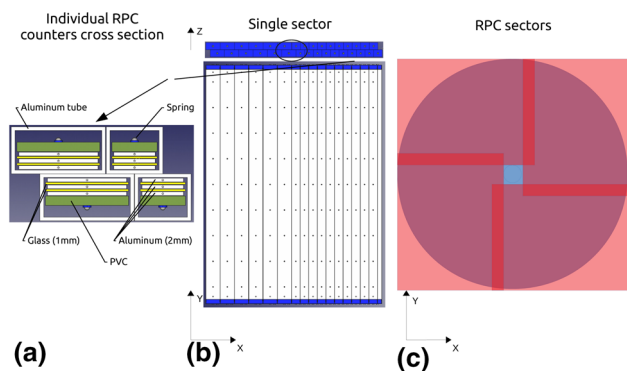 Individual RPC
counters cross section
Z
X
Single sector
RPC sectors
Aluminum tube
Spring
Glass (1mm)
Aluminum (2mm)
PVC
Y
X
Y
X
(a)
(b)
(c)